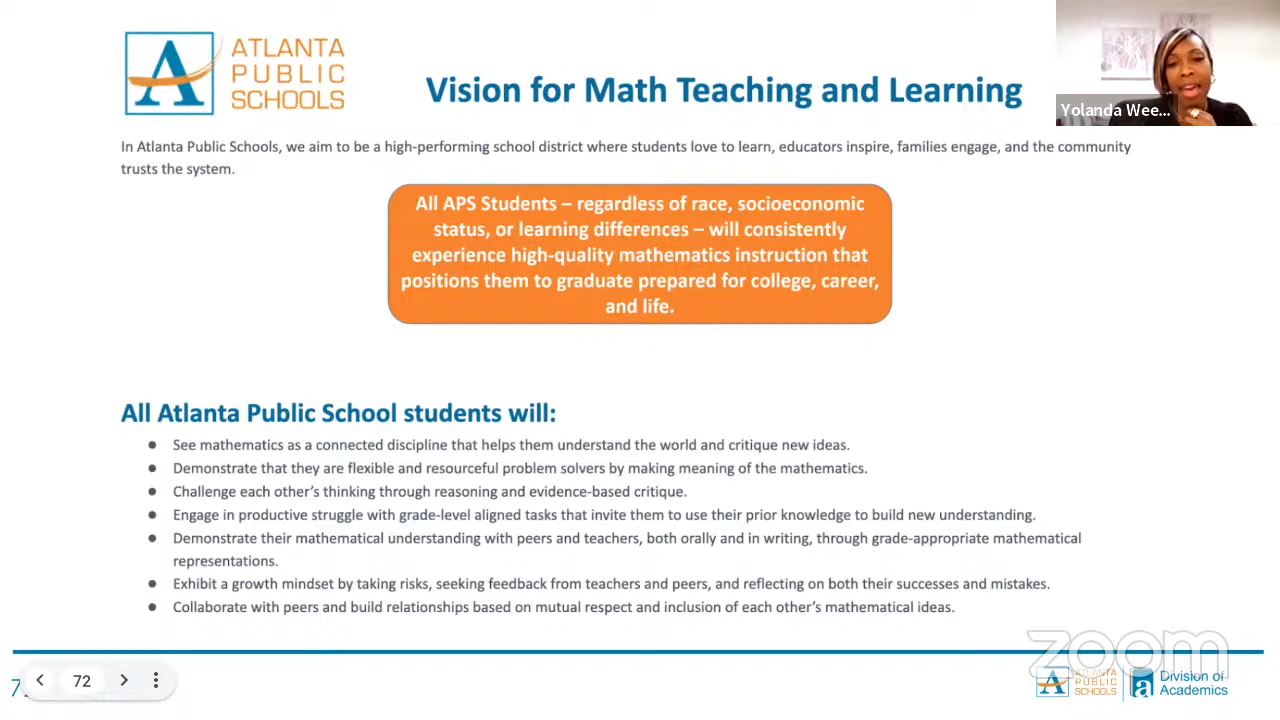 ATLANTA
PUBLIC
SCHOOLS
Vision for Math Teaching and Learning
Yolanda Wee...
In Atlanta Public Schools, we aim to be a high-performing school district where students love to learn, educators inspire, families engage, and the community
trusts the system.
All APS Students – regardless of race, socioeconomic
status, or learning differences – will consistently
experience high-quality mathematics instruction that
positions them to graduate prepared for college, career,
and life.
All Atlanta Public School students will:
● See mathematics as a connected discipline that helps them understand the world and critique new ideas.
● Demonstrate that they are flexible and resourceful problem solvers by making meaning of the mathematics.
● Challenge each other's thinking through reasoning and evidence-based critique.
● Engage in productive struggle with grade-level aligned tasks that invite them to use their prior knowledge to build new understanding.
● Demonstrate their mathematical understanding with peers and teachers, both orally and in writing, through grade-appropriate mathematical
representations.
● Exhibit a growth mindset by taking risks, seeking feedback from teachers and peers, and reflecting on both their successes and mistakes.
● Collaborate with peers and build relationships based on mutual respect and inclusion of each other's mathematical ideas.
zoom
72
ATLANTA
PUBLIC
SCHOOLS
a
Division of
Academics